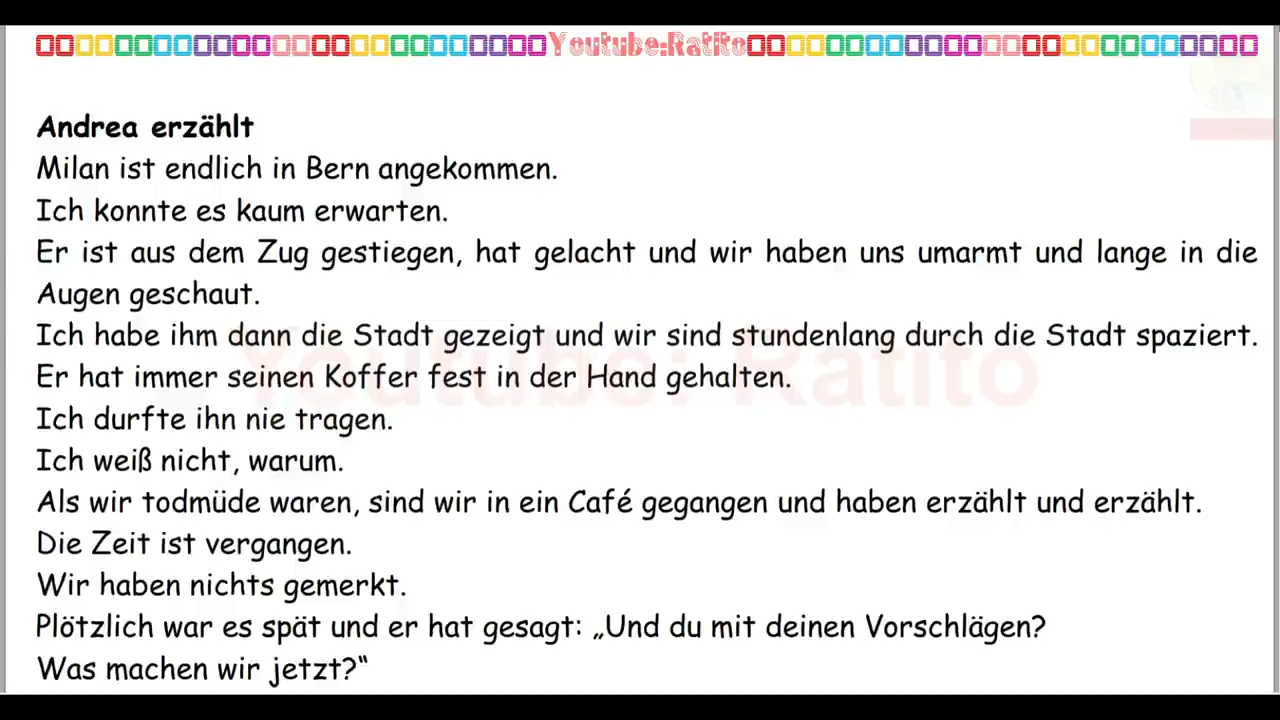 Youtube:Ratito
Andrea erzählt
Milan ist endlich in Bern angekommen.
Ich konnte es kaum erwarten.
Er ist aus dem Zug gestiegen, hat gelacht und wir haben uns umarmt und lange in die
Augen geschaut.
Ich habe ihm dann die Stadt gezeigt und wir sind stundenlang durch die Stadt spaziert.
Er hat immer seinen Koffer fest in der Hand gehalten.
Youtube: Ratito
Ich durfte ihn nie tragen.
Ich weiß nicht, warum.
Als wir todmüde waren, sind wir in ein Café gegangen und haben erzählt und erzählt.
Die Zeit ist vergangen.
Wir haben nichts gemerkt.
Plötzlich war es spät und er hat gesagt: „Und du mit deinen Vorschlägen?
Was machen wir jetzt?“